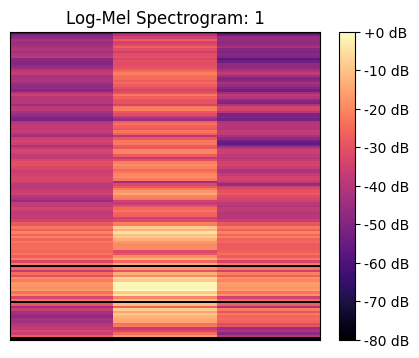 Log-Mel Spectrogram: 1
+0 dB
-10 dB
-20 dB
-30 dB
-40 dB
-50 dB
-60 dB
-70 dB
-80 dB